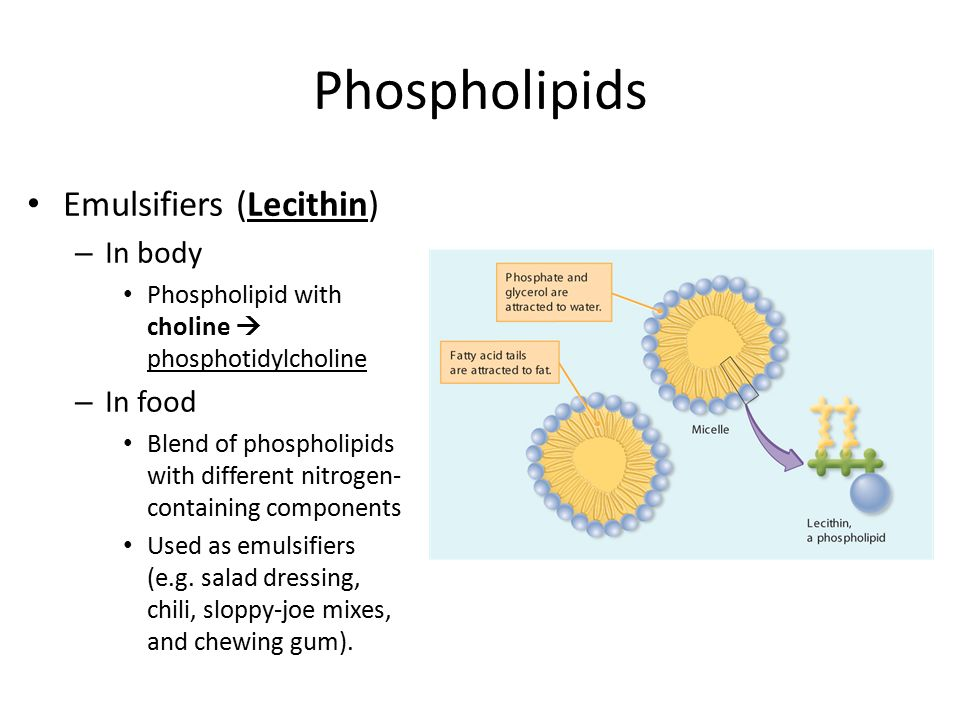 Phospholipids
• Emulsifiers (Lecithin)
– In body
• Phospholipid with
choline →
phosphotidylcholine
– In food
• Blend of phospholipids
with different nitrogen-
containing components
• Used as emulsifiers
(e.g. salad dressing,
chili, sloppy-joe mixes,
and chewing gum).
Phosphate and
glycerol are
attracted to water.
Fatty acid tails
are attracted to fat.
Micelle
Lecithin,
a phospholipid